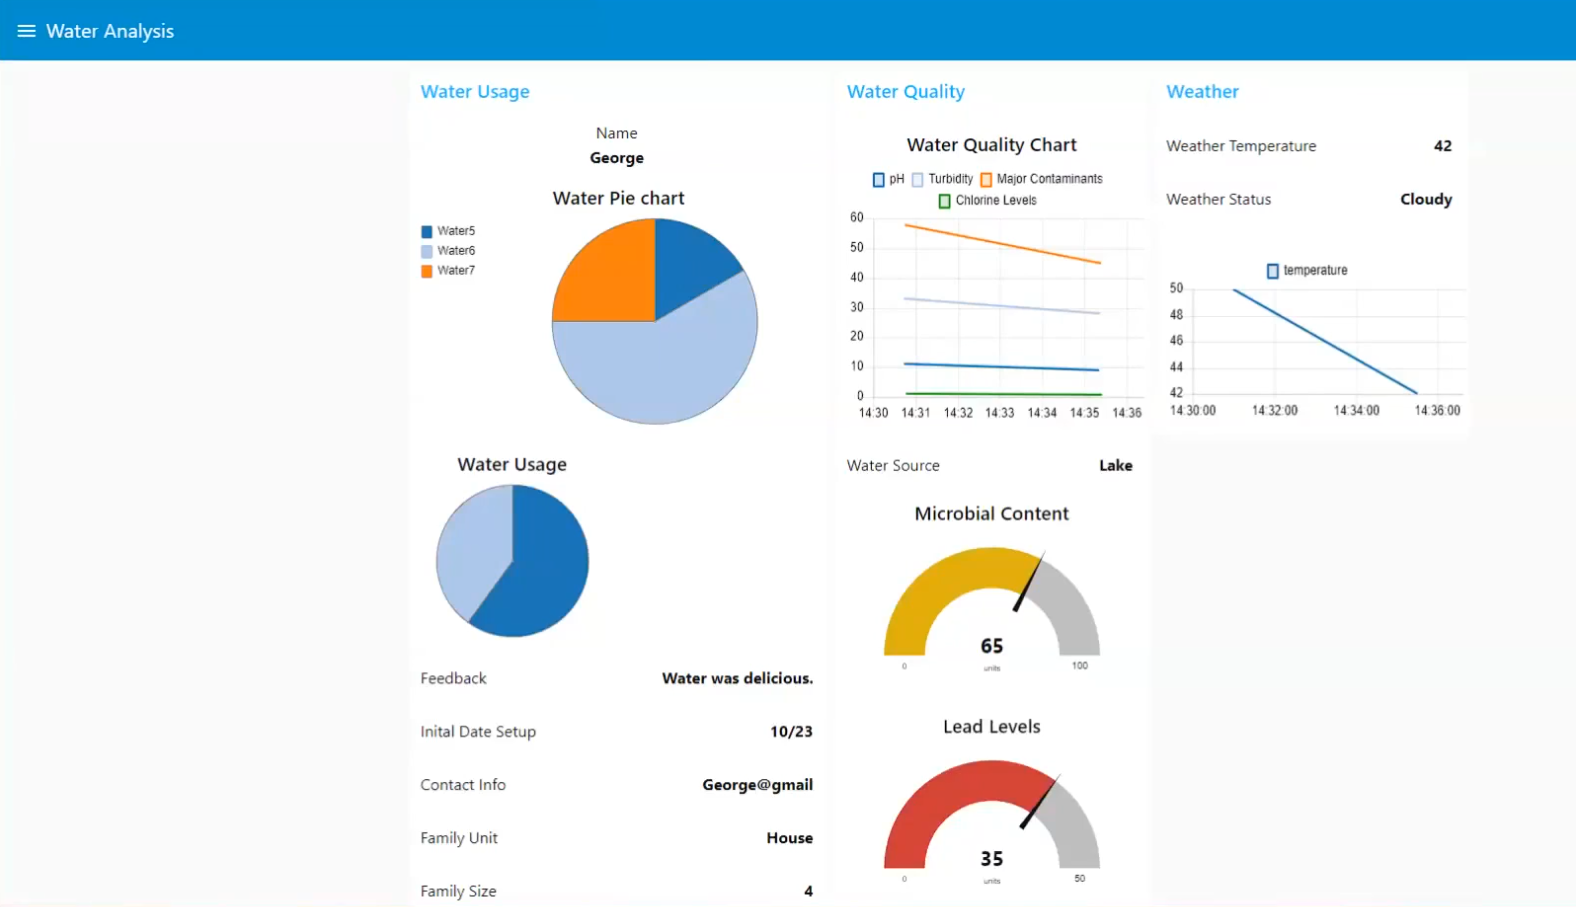 Water Analysis
Water Usage
Name
George
Water Pie chart
Water5
Water6
Water7
Water Usage
Feedback Water was delicious.
Inital Date Setup 10/23
Contact Info George@gmail
Family Unit House
Family Size 4
Water Quality
Water Quality Chart
pH Turbidity Major Contaminants
Chlorine Levels
60
50
40
30
20
10
0
14:30 14:31 14:32 14:33 14:34 14:35 14:36
Water Source Lake
Microbial Content
65
units
0 100
Lead Levels
35
units
0 50
Weather
Weather Temperature 42
Weather Status Cloudy
temperature
50
48
46
44
42
14:30:00 14:32:00 14:34:00 14:36:00